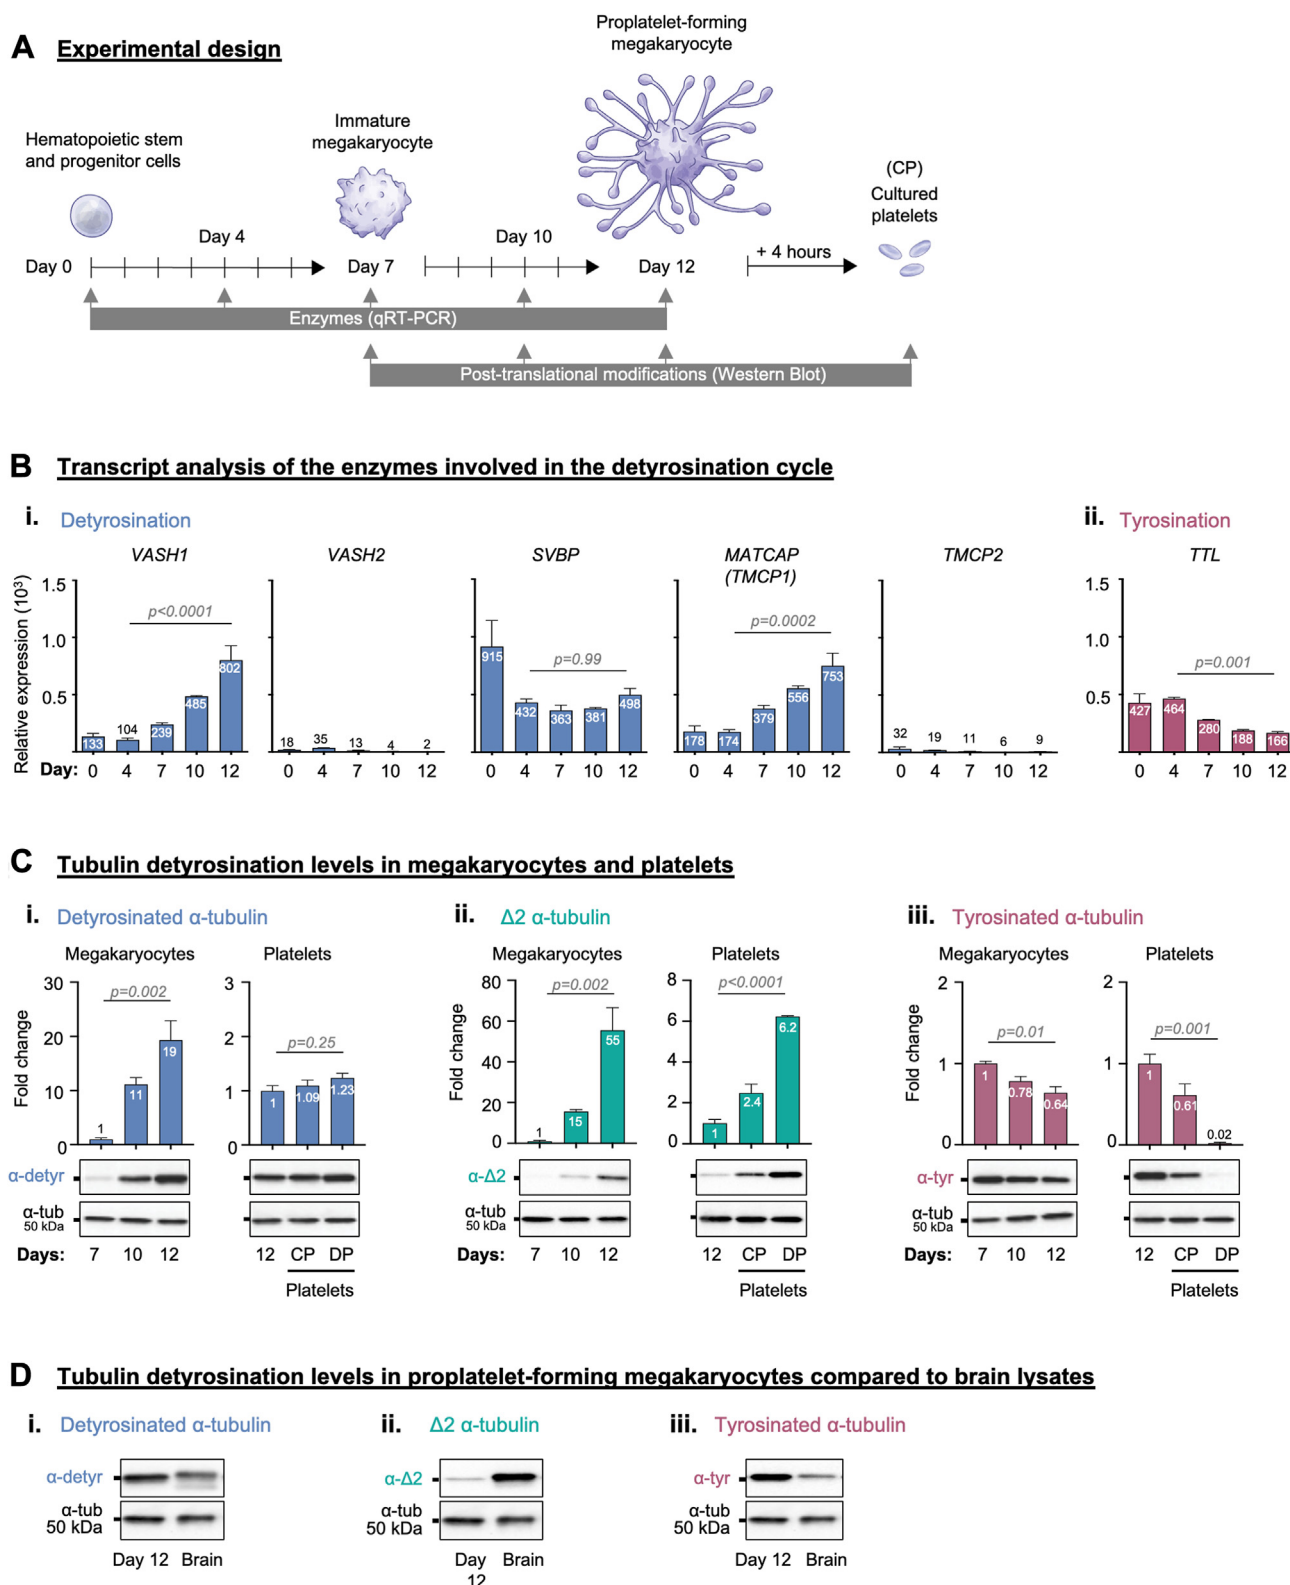 A Experimental design
Proplatelet-forming
megakaryocyte
Immature
megakaryocyte
Hematopoietic stem
and progenitor cells
(CP)
Cultured
platelets
Day 4
Day 10
Day 0
Day 7
Day 12
+ 4 hours
Enzymes (qRT-PCR)
Post-translational modifications (Western Blot)
B Transcript analysis of the enzymes involved in the detyrosination cycle
i. Detyrosination
ii. Tyrosination
VASH1 VASH2 SVBP MATCAP TMCP2 TTL
(TMCP1)
Relative expression (10³)
1.5
1.0
0.5
p<0.0001
133 104 239 485 802
18 35 13 4 2
p=0.99
915 432 363 381 498
p=0.0002
178 174 379 556 753
32 19 11 6 9
1.5
1.0
0.5
p=0.001
427 464 280 188 166
Day: 0 4 7 10 12 0 4 7 10 12 0 4 7 10 12 0 4 7 10 12 0 4 7 10 12 0 4 7 10 12
C Tubulin detyrosination levels in megakaryocytes and platelets
i. Detyrosinated α-tubulin
Megakaryocytes Platelets
Fold change
30
20
10
0
p=0.002
1 11 19
3
2
1
0
p=0.25
1 1.09 1.23
α-detyr
α-tub
50 kDa
Days: 7 10 12 12 CP DP
Platelets
ii. Δ2 α-tubulin
Megakaryocytes Platelets
Fold change
80
60
40
20
0
p=0.002
1 15 55
8
6
4
2
0
p<0.0001
1 2.4 6.2
α-Δ2
α-tub
50 kDa
Days: 7 10 12 12 CP DP
Platelets
iii. Tyrosinated α-tubulin
Megakaryocytes Platelets
Fold change
2
1
0
p=0.01
1 0.78 0.64
2
1
0
p=0.001
1 0.61 0.02
α-tyr
α-tub
50 kDa
Days: 7 10 12 12 CP DP
Platelets
D Tubulin detyrosination levels in proplatelet-forming megakaryocytes compared to brain lysates
i. Detyrosinated α-tubulin
α-detyr
α-tub
50 kDa
Day 12 Brain
ii. Δ2 α-tubulin
α-Δ2
α-tub
50 kDa
Day Brain
12
iii. Tyrosinated α-tubulin
α-tyr
α-tub
50 kDa
Day 12 Brain